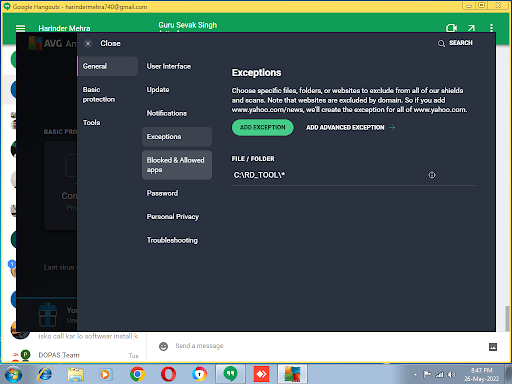 Google Hangouts - harindermehra740@gmail.com
Harinder Mehra
Guru Sevak Singh
AVG
Close
SEARCH
General
Basic protection
Tools
User Interface
Update
Notifications
Exceptions
Blocked & Allowed apps
Password
Personal Privacy
Troubleshooting
Exceptions
Choose specific files, folders, or websites to exclude from all of our shields
and scans. Note that websites are excluded by domain. So if you add
www.yahoo.com/news, we'll create the exception for all of www.yahoo.com.
ADD EXCEPTION
ADD ADVANCED EXCEPTION
FILE / FOLDER
C:\RD_TOOL\*
BASIC PRO
Last virus
You
isko call kar lo softwear install k
DOPAS Team
Tue
Send a message
8:47 PM
26-May-2022